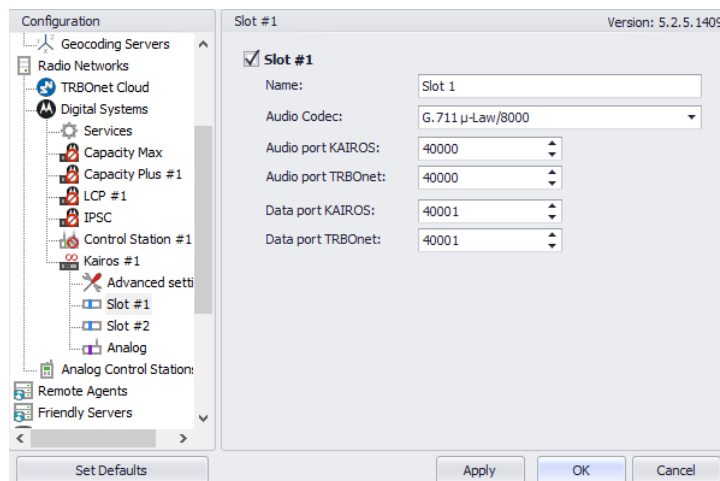 Configuration
Geocoding Servers
Radio Networks
TRBOnet Cloud
Digital Systems
Services
Capacity Max
Capacity Plus #1
LCP #1
IPSC
Control Station #1
Kairos #1
Advanced setti
Slot #1
Slot #2
Analog
Analog Control Stations
Remote Agents
Friendly Servers
Set Defaults
Slot #1 Version: 5.2.5.1409
Slot #1
Name: Slot 1
Audio Codec: G.711 µ-Law/8000
Audio port KAIROS: 40000
Audio port TRBOnet: 40000
Data port KAIROS: 40001
Data port TRBOnet: 40001
Apply OK Cancel